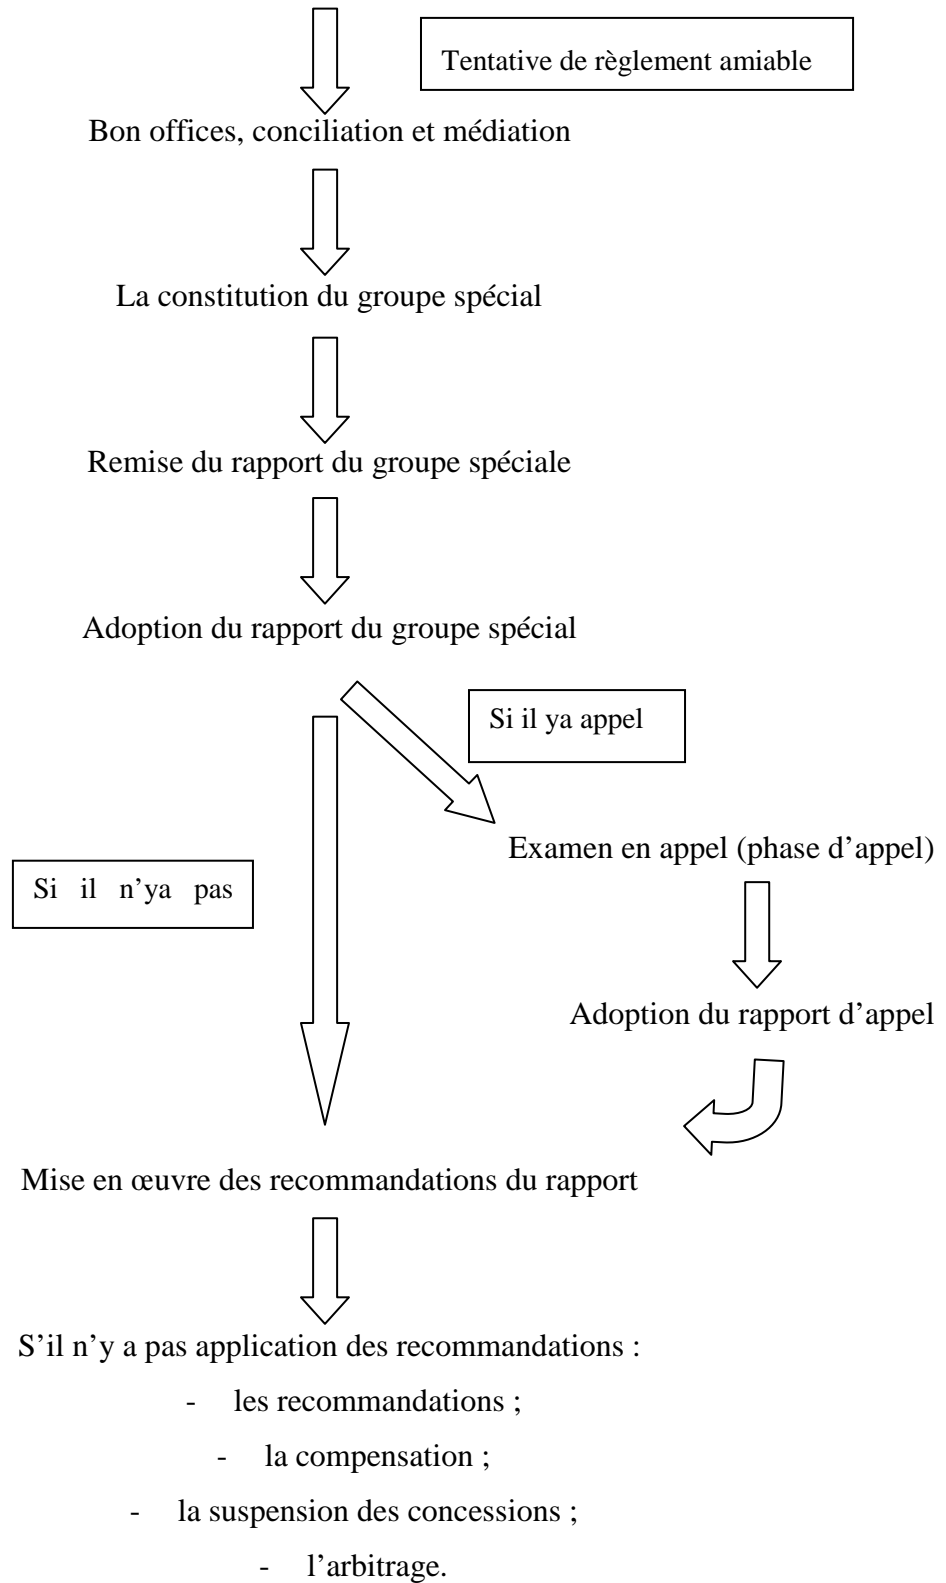 Tentative de règlement amiable
Bon offices, conciliation et médiation
La constitution du groupe spécial
Remise du rapport du groupe spéciale
Adoption du rapport du groupe spécial
Si il ya appel
Examen en appel (phase d’appel)
Si il n’ya pas
Adoption du rapport d’appel
Mise en œuvre des recommandations du rapport
S’il n’y a pas application des recommandations :
- les recommandations ;
- la compensation ;
- la suspension des concessions ;
- l’arbitrage.